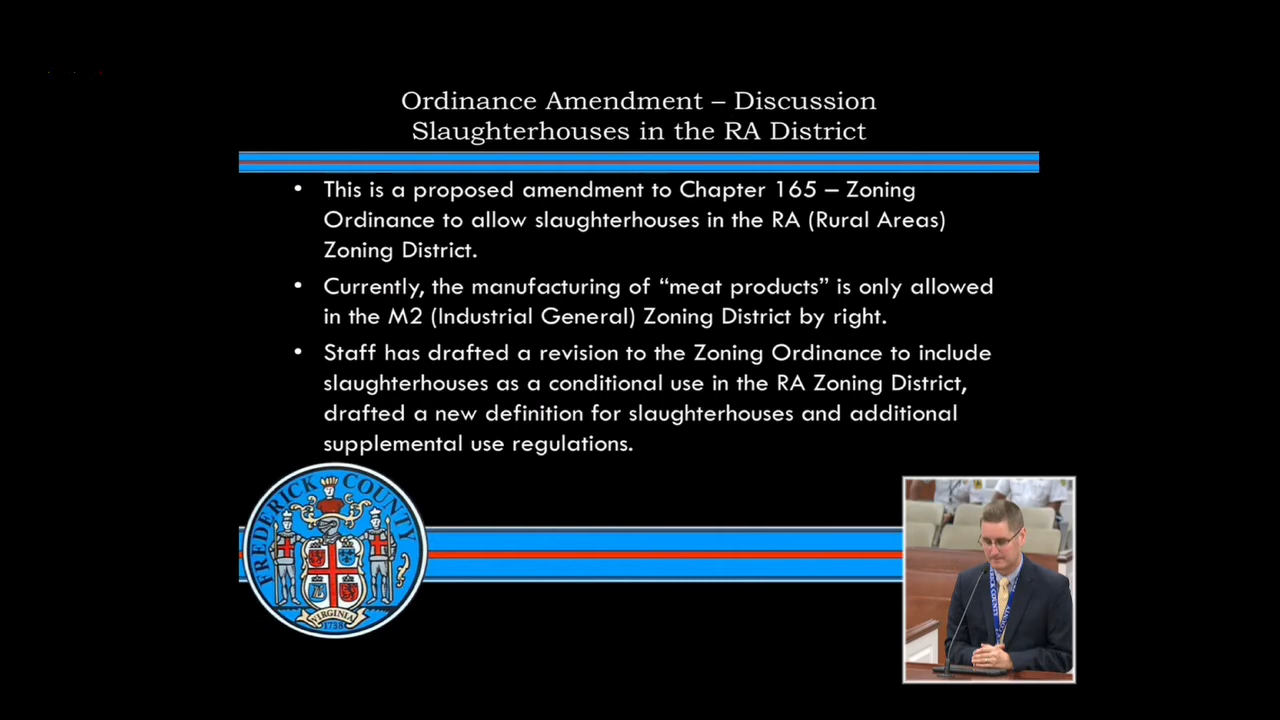 Ordinance Amendment – Discussion
Slaughterhouses in the RA District
• This is a proposed amendment to Chapter 165 – Zoning
Ordinance to allow slaughterhouses in the RA (Rural Areas)
Zoning District.
• Currently, the manufacturing of “meat products” is only allowed
in the M2 (Industrial General) Zoning District by right.
• Staff has drafted a revision to the Zoning Ordinance to include
slaughterhouses as a conditional use in the RA Zoning District,
drafted a new definition for slaughterhouses and additional
supplemental use regulations.
FREDERICK COUNTY
VIRGINIA
1738
COUNTY